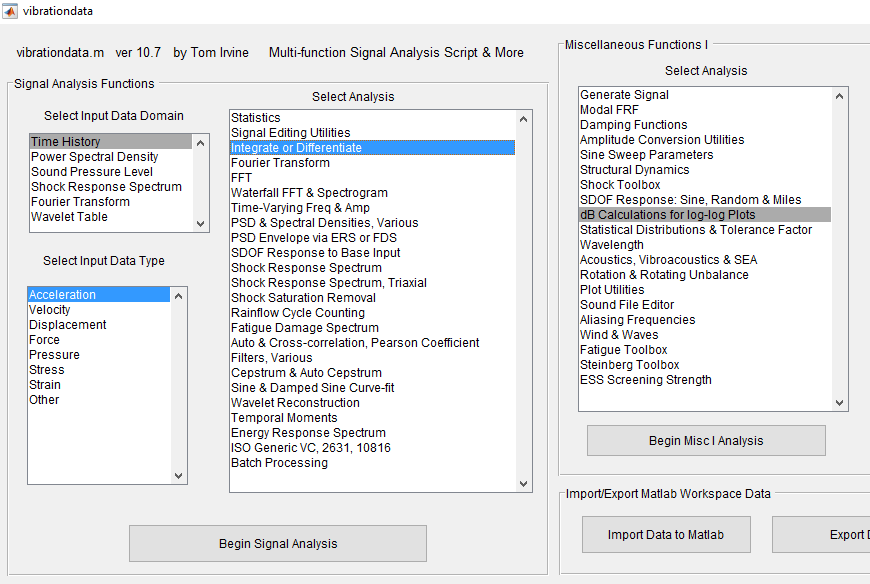 vibrationdata
vibrationdata.m ver 10.7 by Tom Irvine Multi-function Signal Analysis Script & More
Signal Analysis Functions
Select Input Data Domain
Time History
Power Spectral Density
Sound Pressure Level
Shock Response Spectrum
Fourier Transform
Wavelet Table
Select Input Data Type
Acceleration
Velocity
Displacement
Force
Pressure
Stress
Strain
Other
Select Analysis
Statistics
Signal Editing Utilities
Integrate or Differentiate
Fourier Transform
FFT
Waterfall FFT & Spectrogram
Time-Varying Freq & Amp
PSD & Spectral Densities, Various
PSD Envelope via ERS or FDS
SDOF Response to Base Input
Shock Response Spectrum
Shock Response Spectrum, Triaxial
Shock Saturation Removal
Rainflow Cycle Counting
Fatigue Damage Spectrum
Auto & Cross-correlation, Pearson Coefficient
Filters, Various
Cepstrum & Auto Cepstrum
Sine & Damped Sine Curve-fit
Wavelet Reconstruction
Temporal Moments
Energy Response Spectrum
ISO Generic VC, 2631, 10816
Batch Processing
Begin Signal Analysis
Miscellaneous Functions I
Select Analysis
Generate Signal
Modal FRF
Damping Functions
Amplitude Conversion Utilities
Sine Sweep Parameters
Structural Dynamics
Shock Toolbox
SDOF Response: Sine, Random & Miles
dB Calculations for log-log Plots
Statistical Distributions & Tolerance Factor
Wavelength
Acoustics, Vibroacoustics & SEA
Rotation & Rotating Unbalance
Plot Utilities
Sound File Editor
Aliasing Frequencies
Wind & Waves
Fatigue Toolbox
Steinberg Toolbox
ESS Screening Strength
Begin Misc I Analysis
Import/Export Matlab Workspace Data
Import Data to Matlab
Export